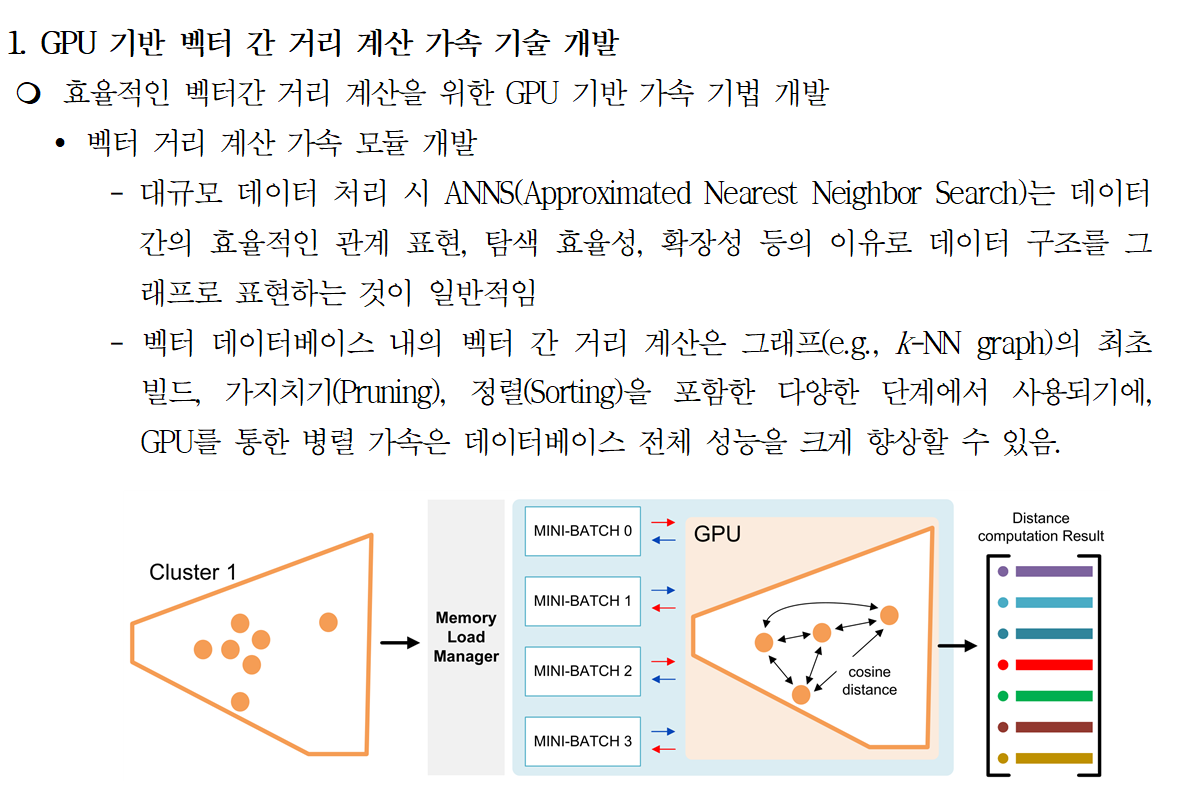 1. GPU 기반 벡터 간 거리 계산 가속 기술 개발
❍ 효율적인 벡터간 거리 계산을 위한 GPU 기반 가속 기법 개발
• 벡터 거리 계산 가속 모듈 개발
- 대규모 데이터 처리 시 ANNS(Approximated Nearest Neighbor Search)는 데이터
간의 효율적인 관계 표현, 탐색 효율성, 확장성 등의 이유로 데이터 구조를 그
래프로 표현하는 것이 일반적임
- 벡터 데이터베이스 내의 벡터 간 거리 계산은 그래프(e.g., k-NN graph)의 최초
빌드, 가지치기(Pruning), 정렬(Sorting)을 포함한 다양한 단계에서 사용되기에,
GPU를 통한 병렬 가속은 데이터베이스 전체 성능을 크게 향상할 수 있음.
Cluster 1
Memory
Load
Manager
MINI-BATCH 0
MINI-BATCH 1
MINI-BATCH 2
MINI-BATCH 3
GPU
cosine
distance
Distance
computation Result